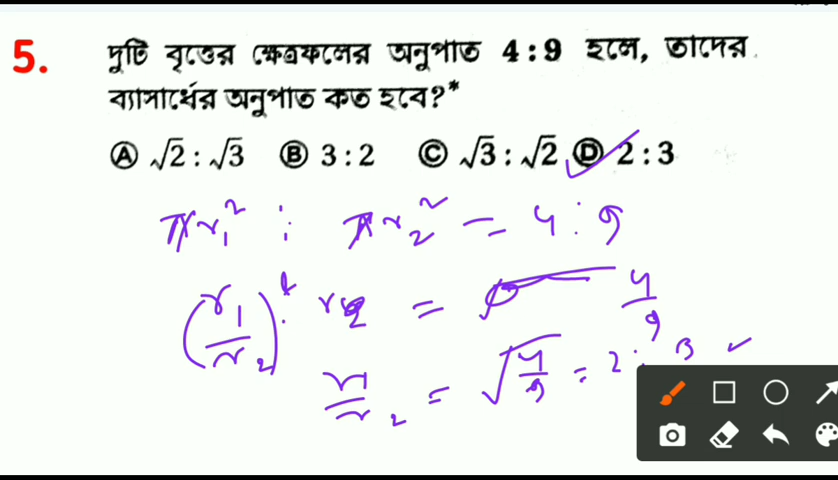 5. দুটি বৃত্তের ক্ষেত্রফলের অনুপাত 4 : 9 হলে, তাদের
ব্যাসার্ধের অনুপাত কত হবে?*
Ⓐ √2 : √3 Ⓑ 3 : 2 Ⓒ √3 : √2 Ⓓ 2 : 3
πr₁² : πr₂² = 4 : 9
(r₁/r₂)² = 4/9
r₁/r₂ = √(4/9) = 2 : 3